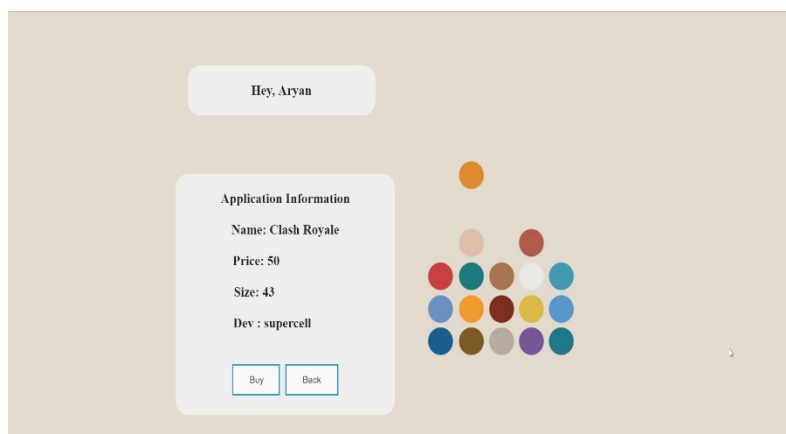 Hey, Aryan
Application Information
Name: Clash Royale
Price: 50
Size: 43
Dev : supercell
Buy Back